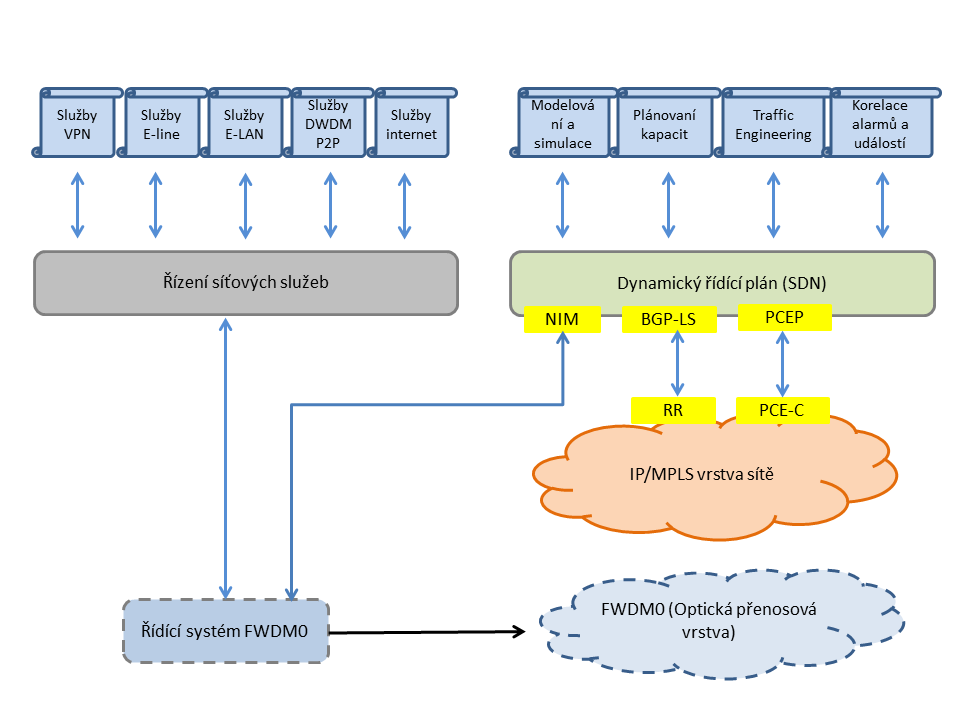 Služby
VPN
Služby
E-line
Služby
E-LAN
Služby
DWDM
P2P
Služby
internet
Modelová
ní a
simulace
Plánovaní
kapacit
Traffic
Engineering
Korelace
alarmů a
událostí
Řízení síťových služeb
Dynamický řídící plán (SDN)
NIM
BGP-LS
PCEP
RR
PCE-C
IP/MPLS vrstva sítě
Řídící systém FWDM0
FWDM0 (Optická přenosová
vrstva)